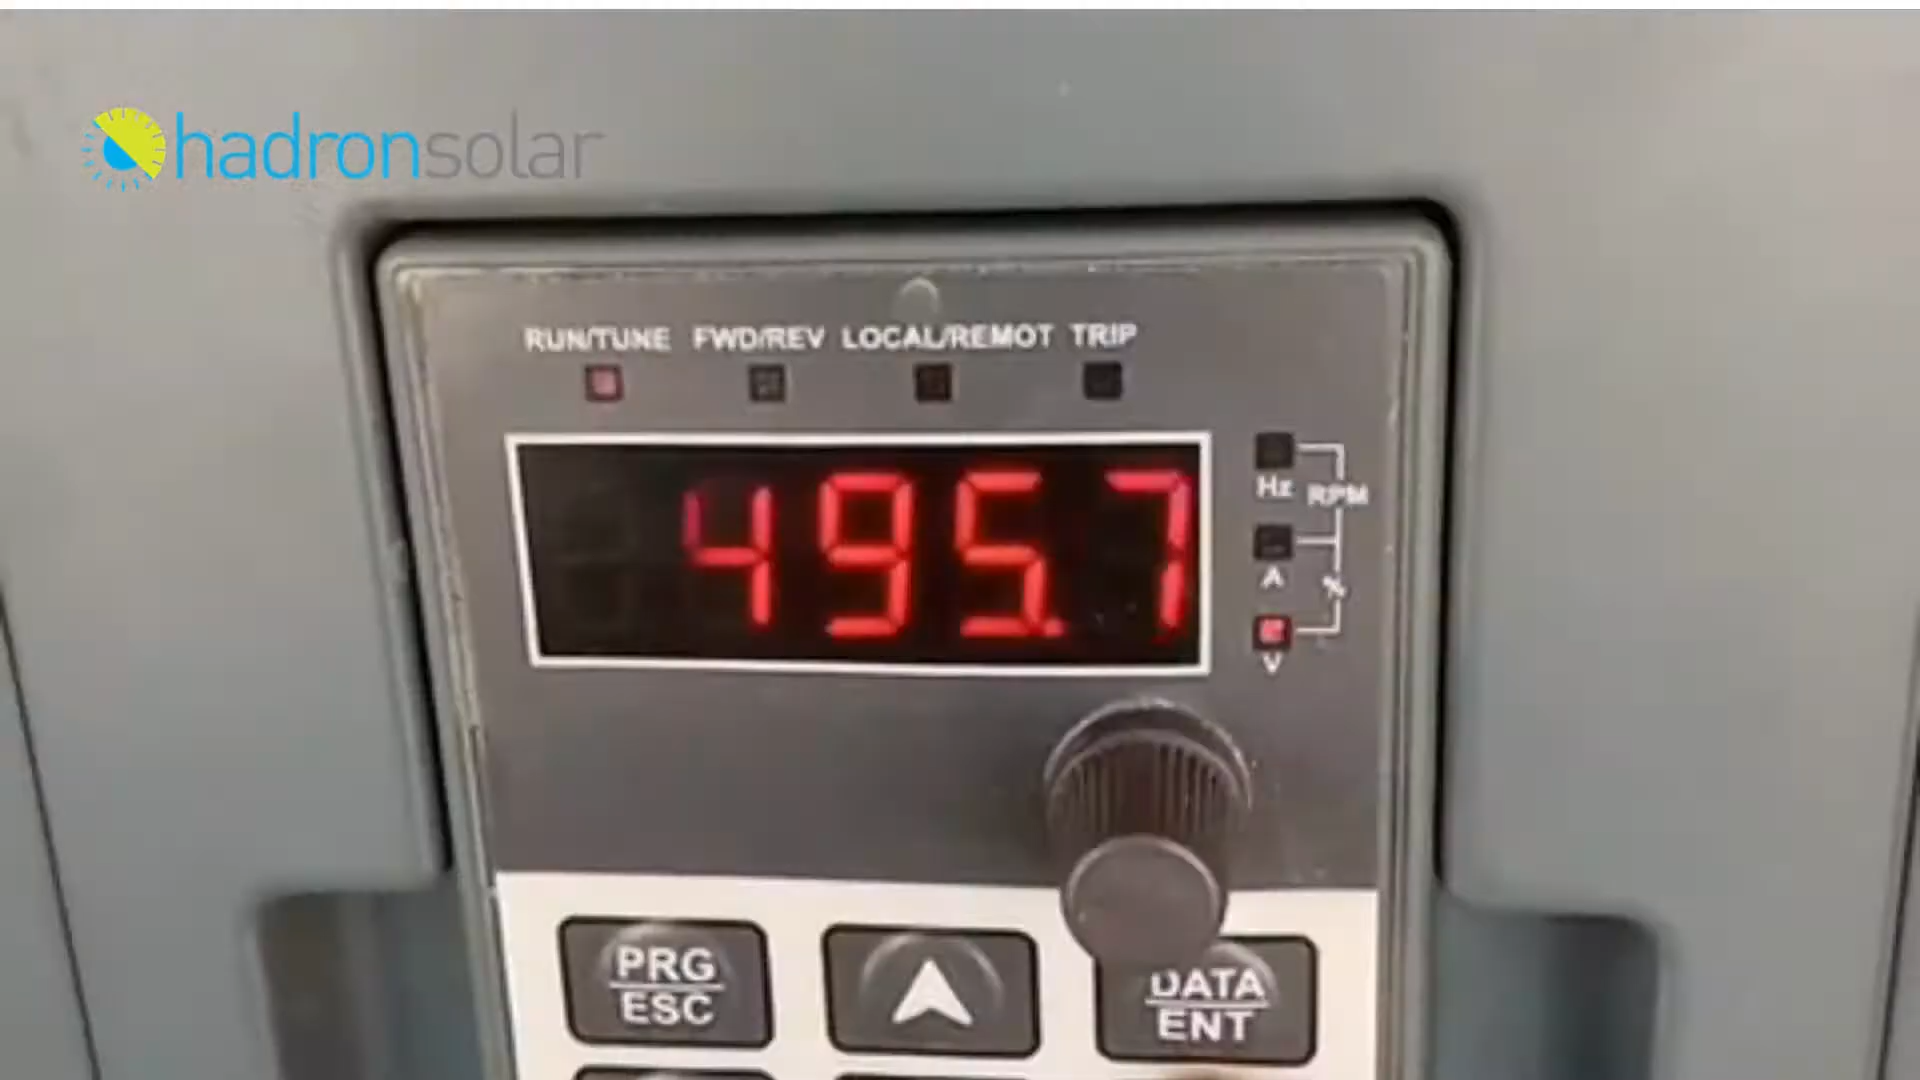 hadronsolar
RUN/TUNE FWD/REV LOCAL/REMOT TRIP
495.7
Hz RPM
A %
V
PRG
ESC
DATA
ENT